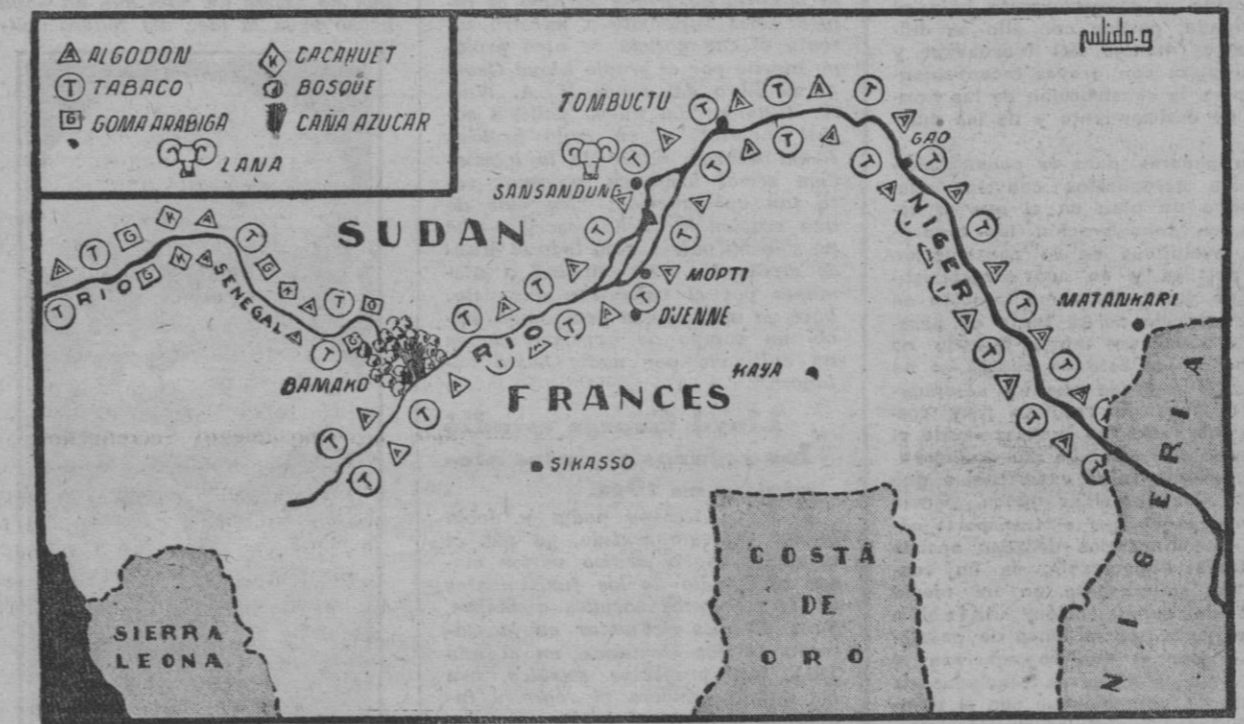 pulido.g
ALGODON
TABACO
GOMA ARABIGA
CACAHUET
BOSQUE
CAÑA AZUCAR
LANA
TOMBUCTU
GAO
SANSANDUNG
SUDAN
FRANCES
RIO
SENEGAL
RIO
NIGER
MOPTI
DJENNE
MATANKARI
BAMAKO
KAYA
SIKASSO
SIERRA
LEONA
COSTA
DE
ORO
NIGERIA